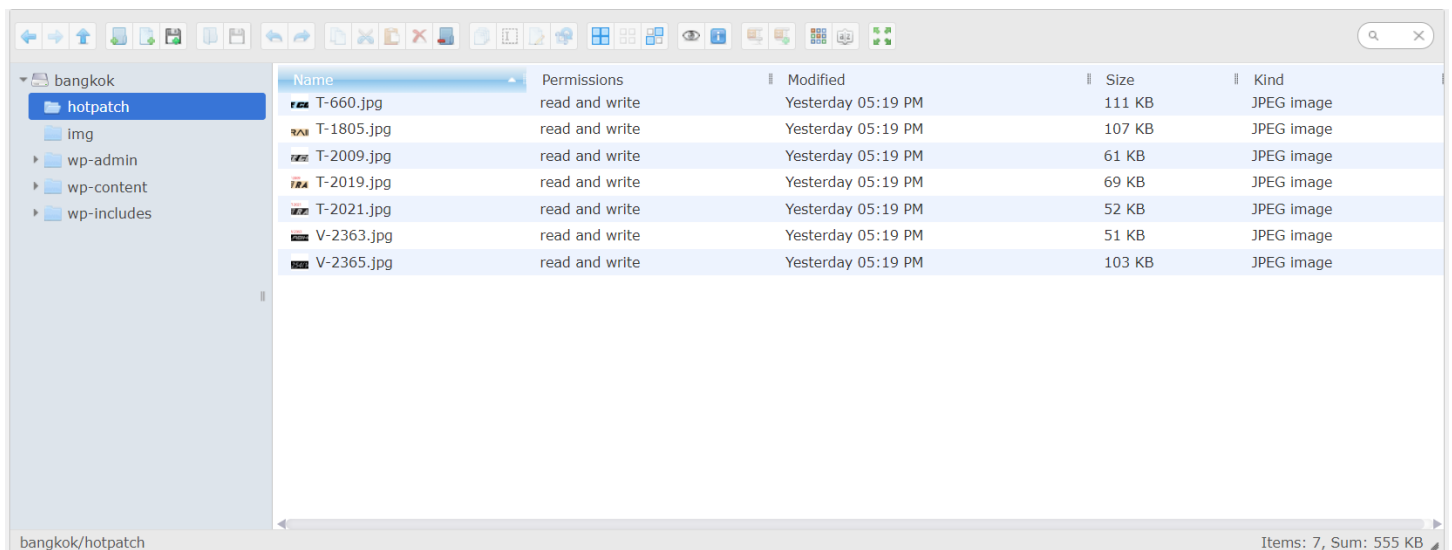 bangkok
hotpatch
img
wp-admin
wp-content
wp-includes
Name Permissions Modified Size Kind
T-660.jpg read and write Yesterday 05:19 PM 111 KB JPEG image
T-1805.jpg read and write Yesterday 05:19 PM 107 KB JPEG image
T-2009.jpg read and write Yesterday 05:19 PM 61 KB JPEG image
T-2019.jpg read and write Yesterday 05:19 PM 69 KB JPEG image
T-2021.jpg read and write Yesterday 05:19 PM 52 KB JPEG image
V-2363.jpg read and write Yesterday 05:19 PM 51 KB JPEG image
V-2365.jpg read and write Yesterday 05:19 PM 103 KB JPEG image
bangkok/hotpatch Items: 7, Sum: 555 KB